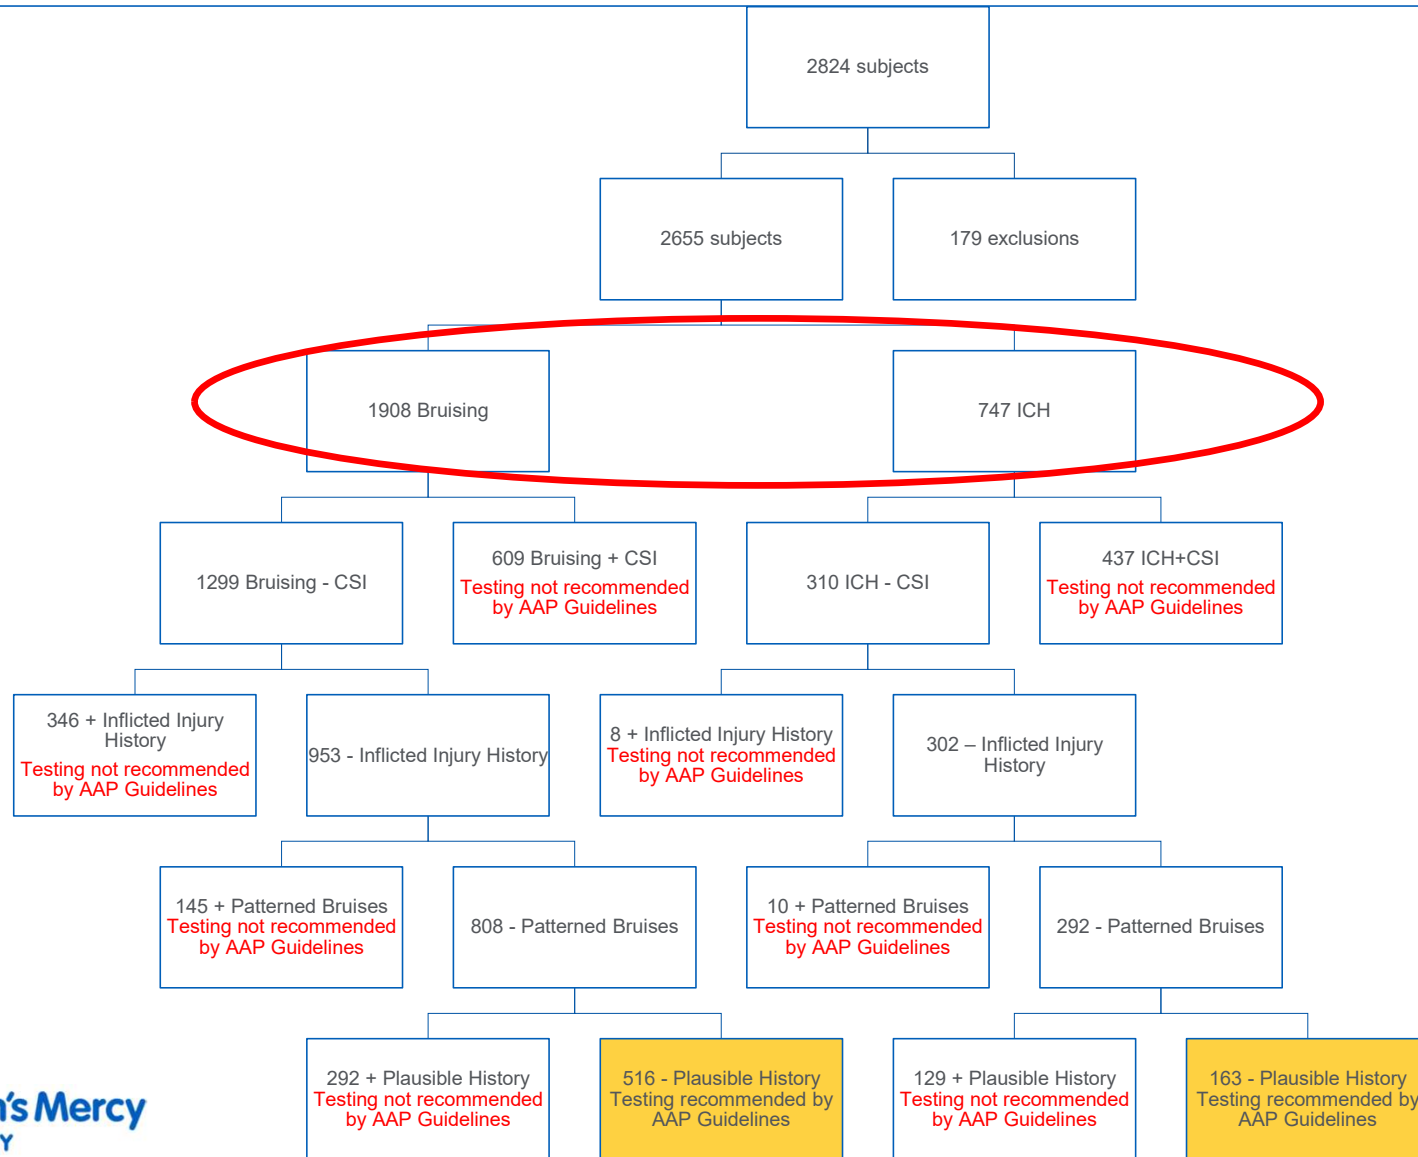 2824 subjects
2655 subjects
179 exclusions
1908 Bruising
747 ICH
1299 Bruising - CSI
609 Bruising + CSI
Testing not recommended
by AAP Guidelines
310 ICH - CSI
437 ICH+CSI
Testing not recommended
by AAP Guidelines
346 + Inflicted Injury
History
Testing not recommended
by AAP Guidelines
953 - Inflicted Injury History
8 + Inflicted Injury History
Testing not recommended
by AAP Guidelines
302 – Inflicted Injury
History
145 + Patterned Bruises
Testing not recommended
by AAP Guidelines
808 - Patterned Bruises
10 + Patterned Bruises
Testing not recommended
by AAP Guidelines
292 - Patterned Bruises
292 + Plausible History
Testing not recommended
by AAP Guidelines
516 - Plausible History
Testing recommended by
AAP Guidelines
129 + Plausible History
Testing not recommended
by AAP Guidelines
163 - Plausible History
Testing recommended by
AAP Guidelines
Mercy